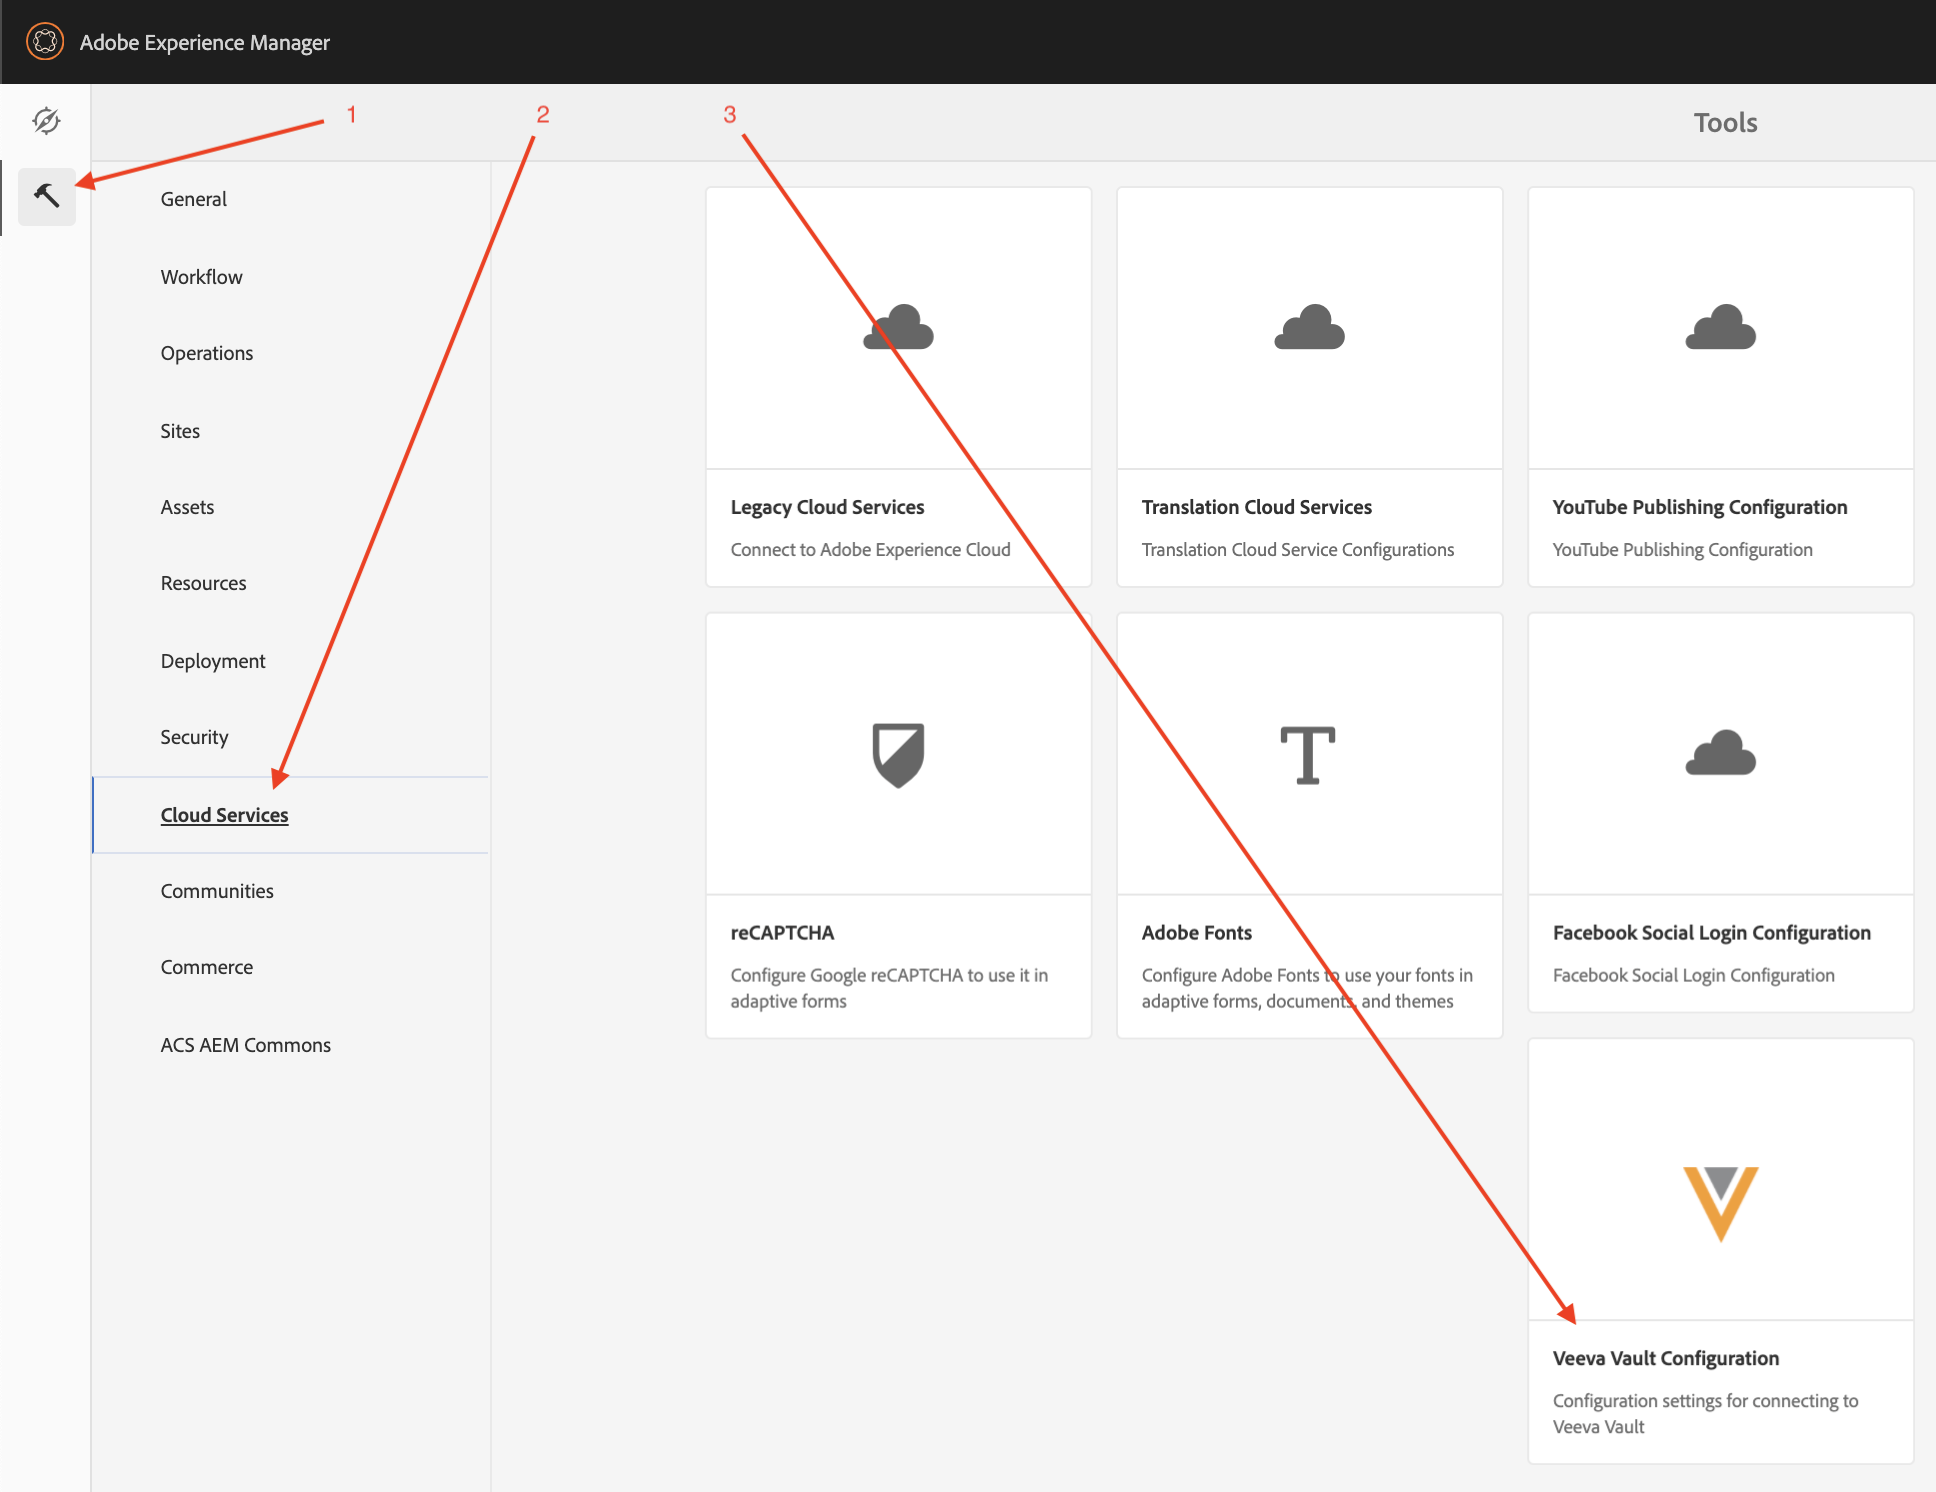 Adobe Experience Manager
1
2
3
Tools
General
Workflow
Operations
Sites
Assets
Resources
Deployment
Security
Cloud Services
Communities
Commerce
ACS AEM Commons
Legacy Cloud Services
Connect to Adobe Experience Cloud
Translation Cloud Services
Translation Cloud Service Configurations
YouTube Publishing Configuration
YouTube Publishing Configuration
reCAPTCHA
Configure Google reCAPTCHA to use it in
adaptive forms
Adobe Fonts
Configure Adobe Fonts to use your fonts in
adaptive forms, documents, and themes
Facebook Social Login Configuration
Facebook Social Login Configuration
Veeva Vault Configuration
Configuration settings for connecting to
Veeva Vault